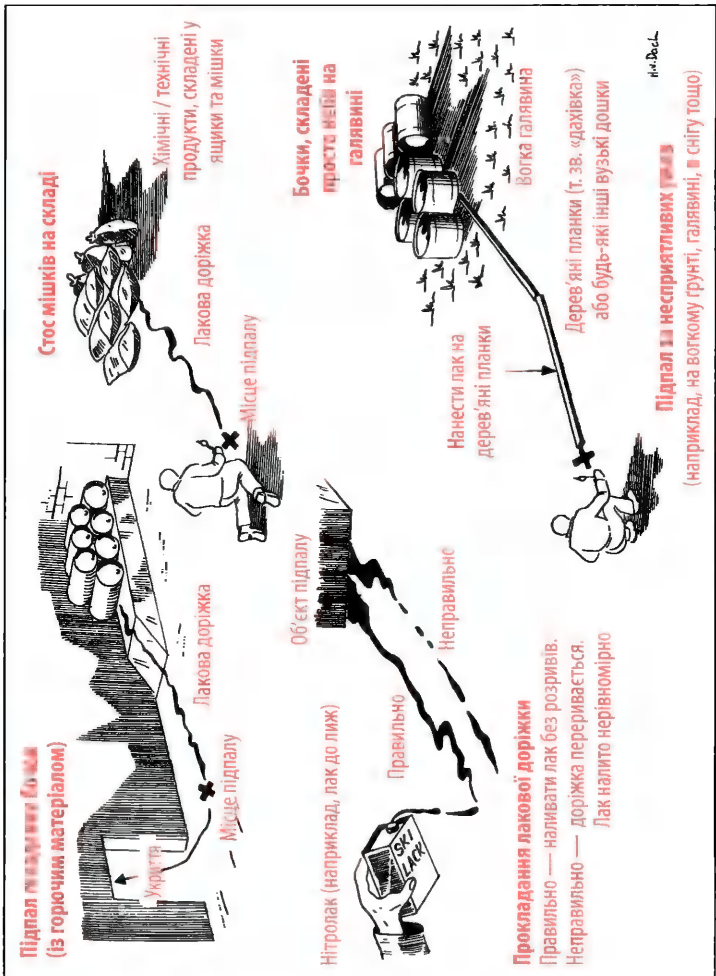 Підпал
(із горючим матеріалом)
Укриття
Місце підпалу
Лакова доріжка
Стос мішків на складі
Хімічні / технічні
продукти, складені у
ящики та мішки
Лакова доріжка
Місце підпалу
Нітролак (наприклад, лак до лиж)
SKI
LACK
Правильно
Неправильно
Об'єкт підпалу
Прокладання лакової доріжки
Правильно — наливати лак без розривів.
Неправильно — доріжка переривається.
Лак налито нерівномірно
Бочки, складені
просто неба на
галявині
Вогка галявина
Нанести лак на
дерев'яні планки
Дерев'яні планки (т. зв. «дахівка»)
або будь-які інші вузькі дошки
Підпал за несприятливих умов
(наприклад, на вогкому ґрунті, галявині, в снігу тощо)
H.v.Dach